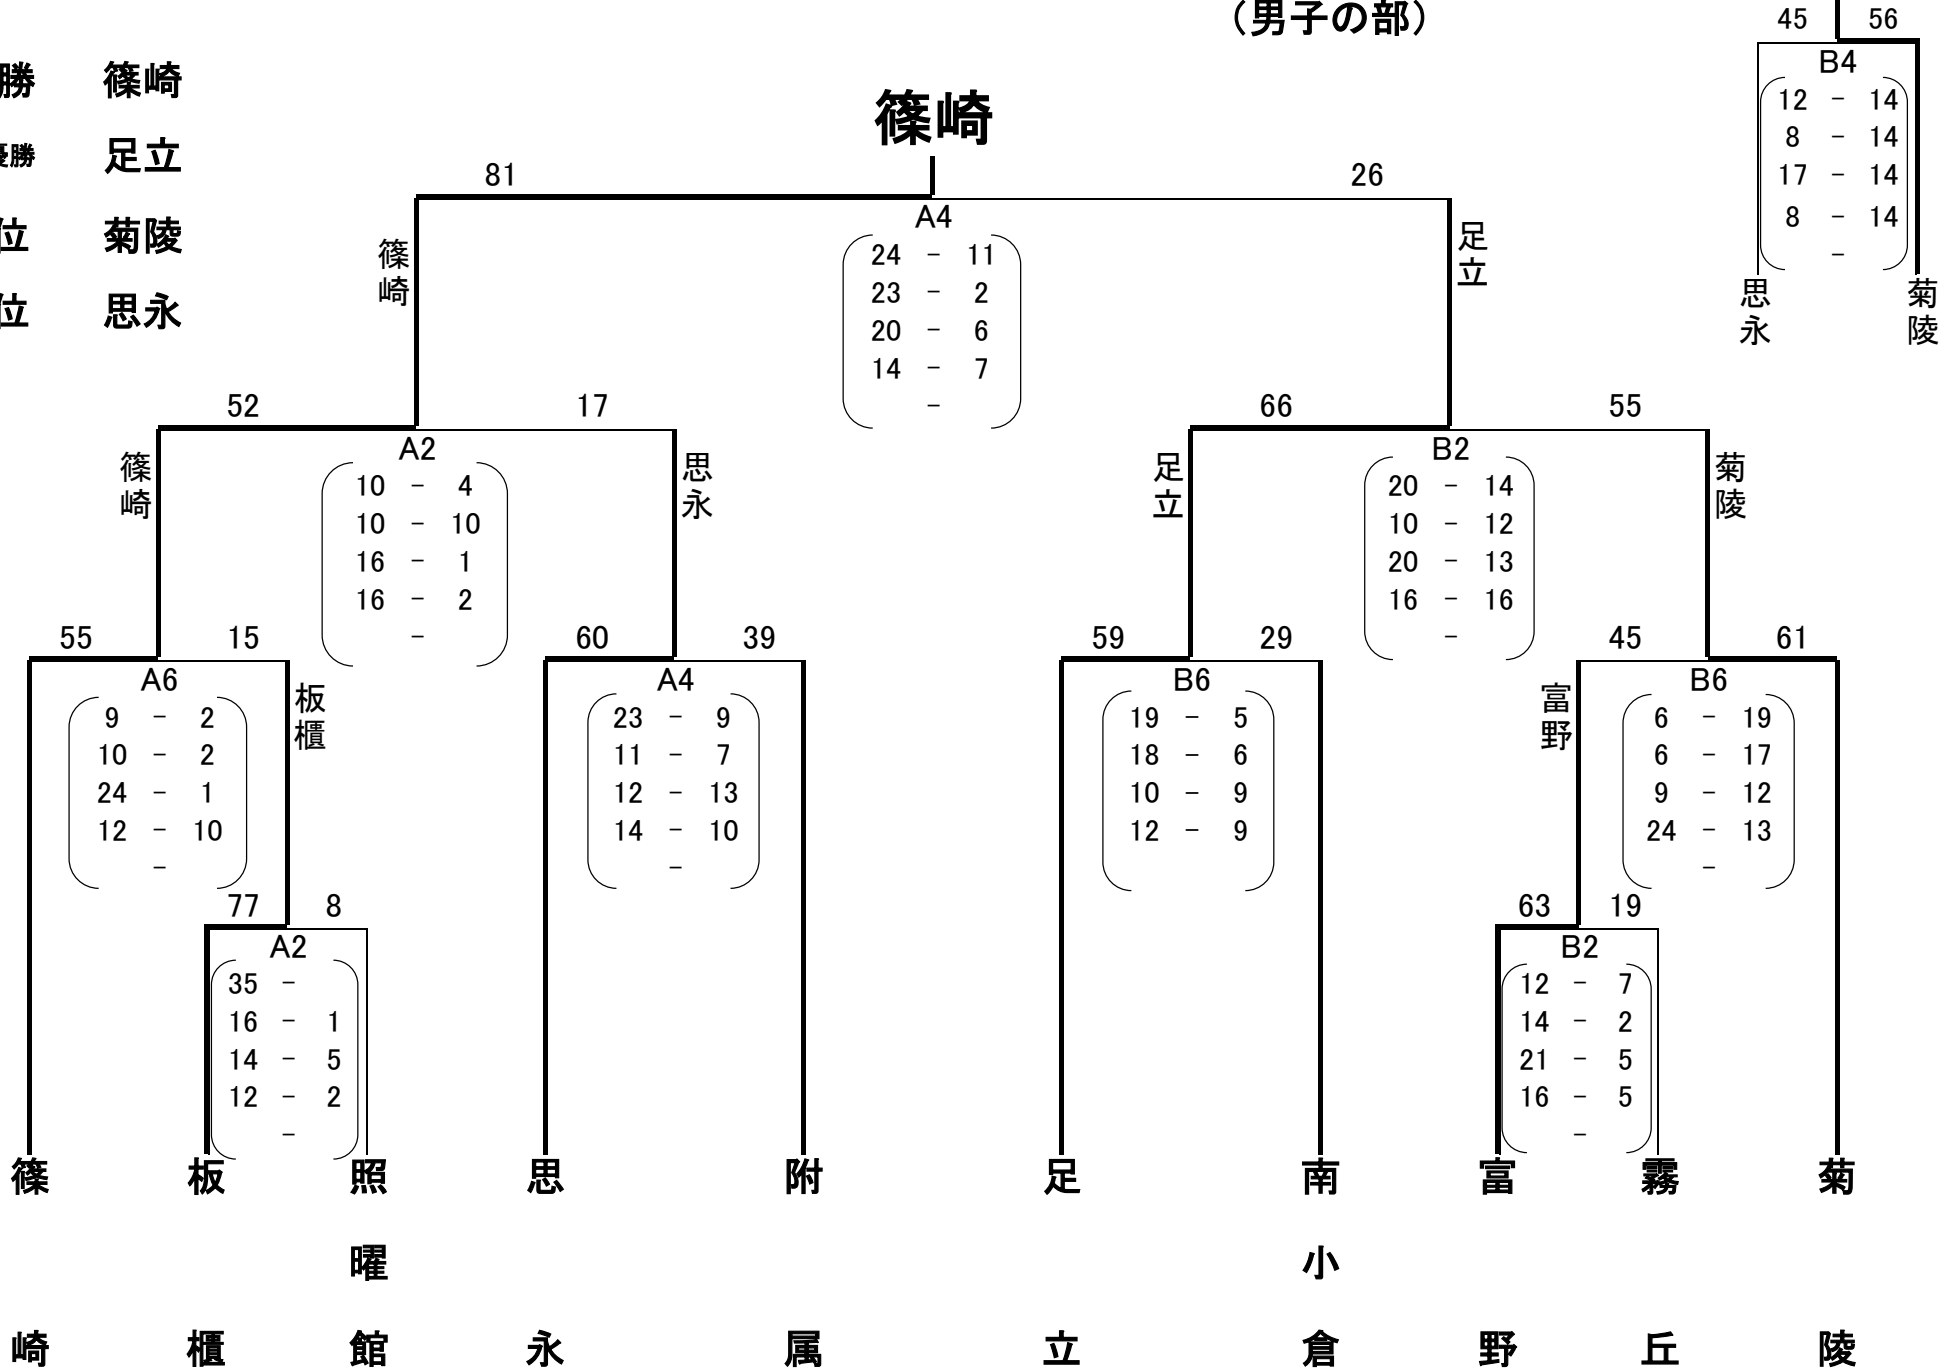 (男子の部)
45 56
B4
12 - 14
8 - 14
17 - 14
8 - 14
-
思永
菊陵
勝 篠崎
優勝 足立
位 菊陵
位 思永
篠崎
81 26
A4
24 - 11
23 - 2
20 - 6
14 - 7
-
篠崎
足立
52 17
A2
10 - 4
10 - 10
16 - 1
16 - 2
-
篠崎
思永
66 55
B2
20 - 14
10 - 12
20 - 13
16 - 16
-
足立
菊陵
55 15
A6
9 - 2
10 - 2
24 - 1
12 - 10
-
板櫃
60 39
A4
23 - 9
11 - 7
12 - 13
14 - 10
-
59 29
B6
19 - 5
18 - 6
10 - 9
12 - 9
45 61
B6
6 - 19
6 - 17
9 - 12
24 - 13
-
富野
77 8
A2
35 -
16 - 1
14 - 5
12 - 2
-
63 19
B2
12 - 7
14 - 2
21 - 5
16 - 5
-
篠崎
板櫃
照曜館
思永
附属
足立
南小倉
富野
霧丘
菊陵